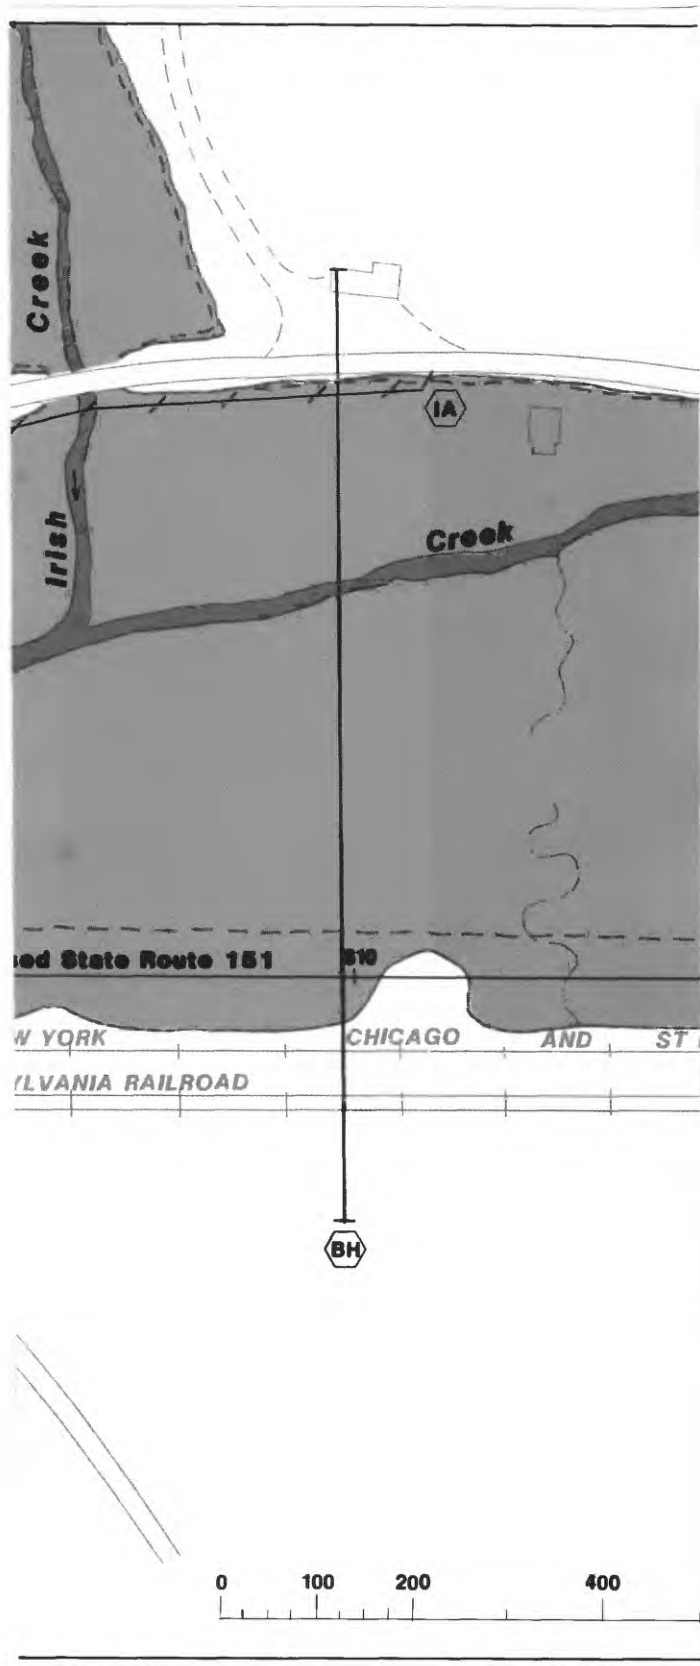 Creek
IA
Irish
Creek
sed State Route 151
610
W YORK CHICAGO AND ST
YLVANIA RAILROAD
BH
0 100 200 400